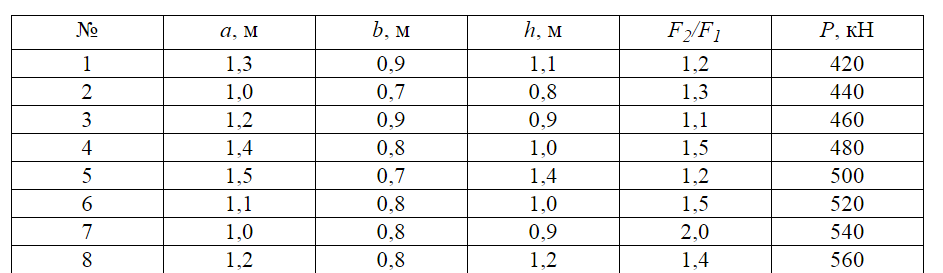 № a, м b, м h, м F2/F1 P, кН
1 1,3 0,9 1,1 1,2 420
2 1,0 0,7 0,8 1,3 440
3 1,2 0,9 0,9 1,1 460
4 1,4 0,8 1,0 1,5 480
5 1,5 0,7 1,4 1,2 500
6 1,1 0,8 1,0 1,5 520
7 1,0 0,8 0,9 2,0 540
8 1,2 0,8 1,2 1,4 560